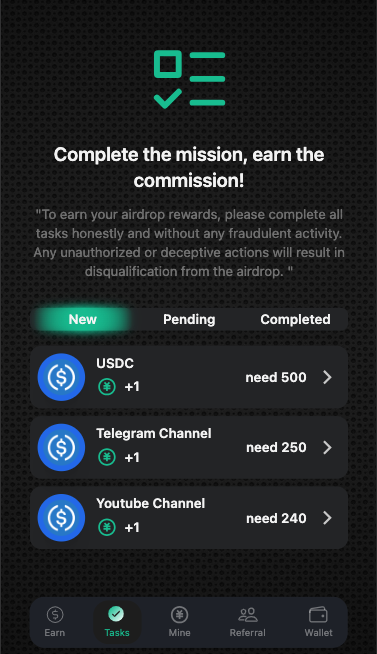 Complete the mission, earn the
commission!
"To earn your airdrop rewards, please complete all
tasks honestly and without any fraudulent activity.
Any unauthorized or deceptive actions will result in
disqualification from the airdrop. "
New Pending Completed
USDC
+1
need 500
Telegram Channel
+1
need 250
Youtube Channel
+1
need 240
Earn Tasks Mine Referral Wallet